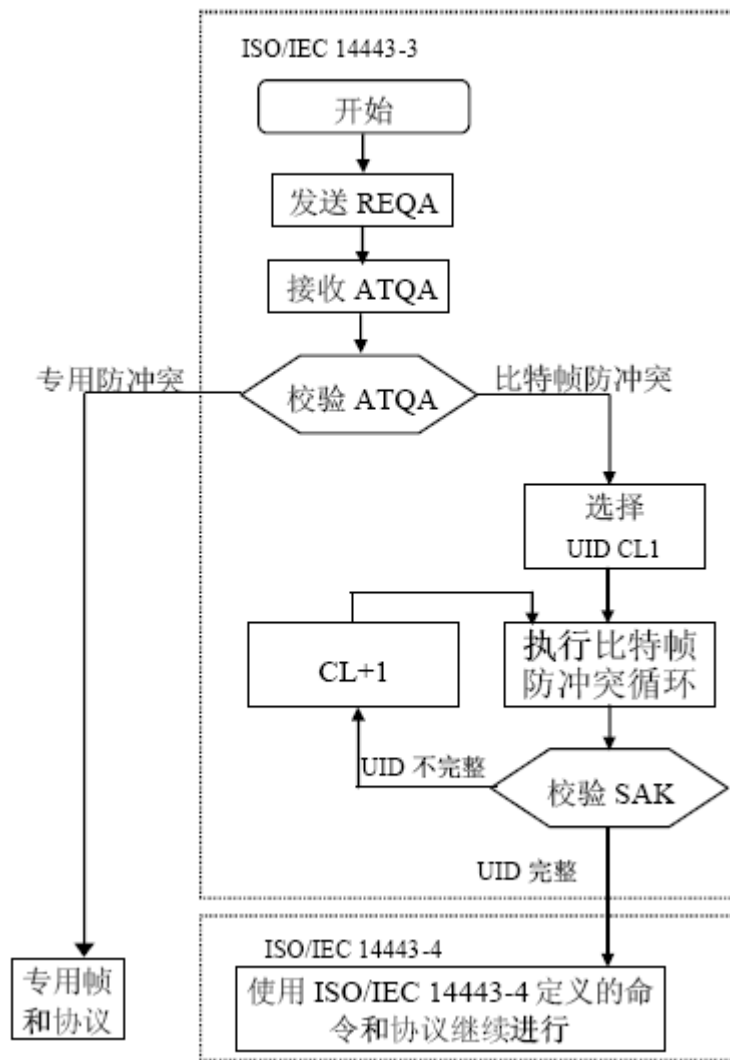 ISO/IEC 14443-3
开始
发送 REQA
接收 ATQA
专用防冲突
校验 ATQA
比特帧防冲突
选择
UID CL1
CL+1
执行比特帧
防冲突循环
UID 不完整
校验 SAK
UID 完整
专用帧
和协议
ISO/IEC 14443-4
使用 ISO/IEC 14443-4 定义的命
令和协议继续进行